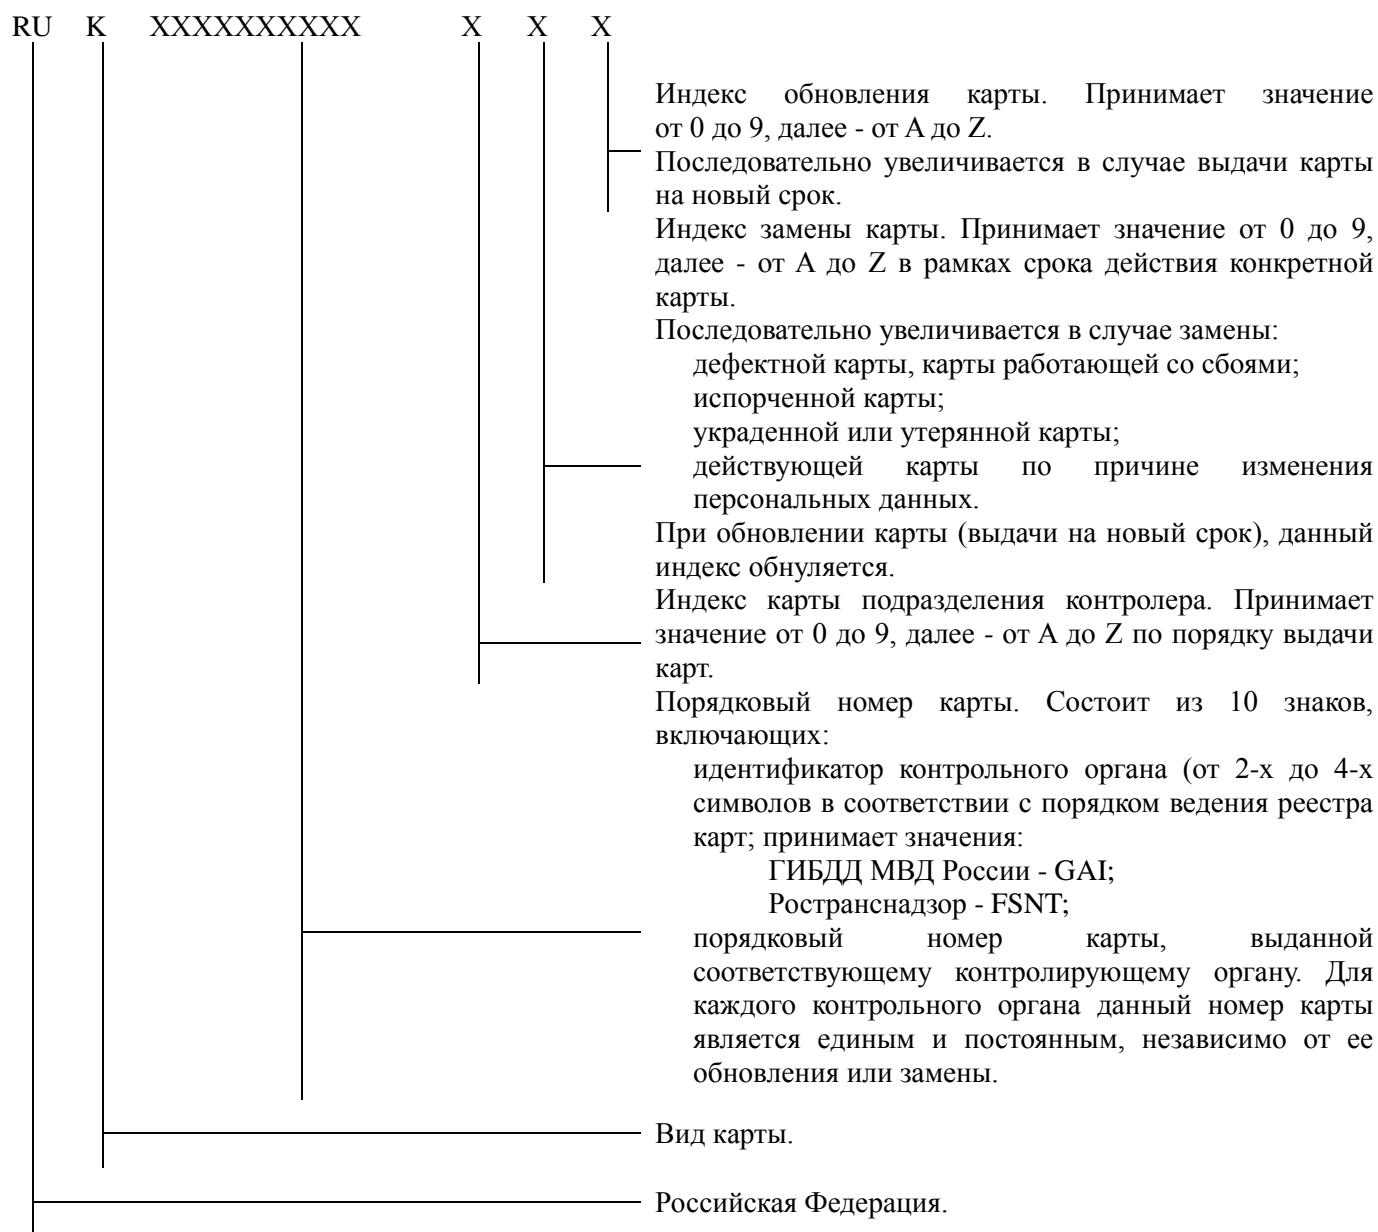 RU K XXXXXXXXXX X X X
Индекс обновления карты. Принимает значение
от 0 до 9, далее - от A до Z.
Последовательно увеличивается в случае выдачи карты
на новый срок.
Индекс замены карты. Принимает значение от 0 до 9,
далее - от A до Z в рамках срока действия конкретной
карты.
Последовательно увеличивается в случае замены:
дефектной карты, карты работающей со сбоями;
испорченной карты;
украденной или утерянной карты;
действующей карты по причине изменения
персональных данных.
При обновлении карты (выдачи на новый срок), данный
индекс обнуляется.
Индекс карты подразделения контролера. Принимает
значение от 0 до 9, далее - от A до Z по порядку выдачи
карт.
Порядковый номер карты. Состоит из 10 знаков,
включающих:
идентификатор контрольного органа (от 2-х до 4-х
символов в соответствии с порядком ведения реестра
карт; принимает значения:
ГИБДД МВД России - GAI;
Ространснадзор - FSNT;
порядковый номер карты, выданной
соответствующему контролирующему органу. Для
каждого контрольного органа данный номер карты
является единым и постоянным, независимо от ее
обновления или замены.
Вид карты.
Российская Федерация.